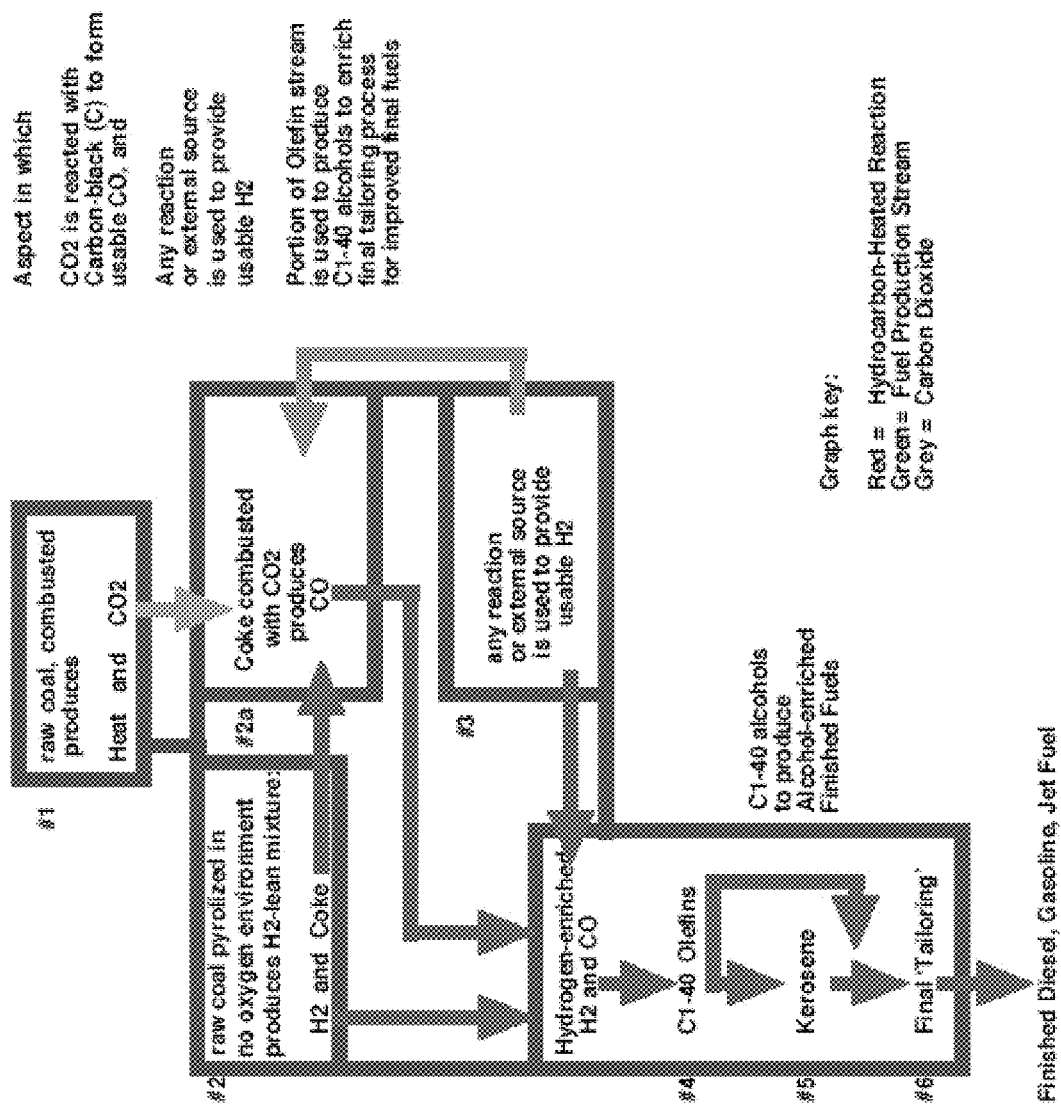 Aspect in which
CO2 is reacted with
Carbon-black (C) to form
usable CO, and
Any reaction
or external source
is used to provide
usable H2
Portion of Olefin stream
is used to produce
C1-40 alcohols to enrich
final tailoring process
for improved final fuels
#1
raw coal, combusted
produces
Heat and CO2
#2
raw coal pyrolized in
no oxygen environment
produces H2-lean mixture:
H2 and Coke
#2a
Coke combusted
with CO2
produces
CO
#3
any reaction
or external source
is used to provide
usable H2
Hydrogen-enriched
H2 and CO
#4
C1-40 Olefins
C1-40 alcohols
to produce
Alcohol-enriched
Finished Fuels
#5
Kerosene
#6
Final 'Tailoring'
Finished Diesel, Gasoline, Jet Fuel
Graph key:
Red = Hydrocarbon-Heated Reaction
Green= Fuel Production Stream
Grey = Carbon Dioxide